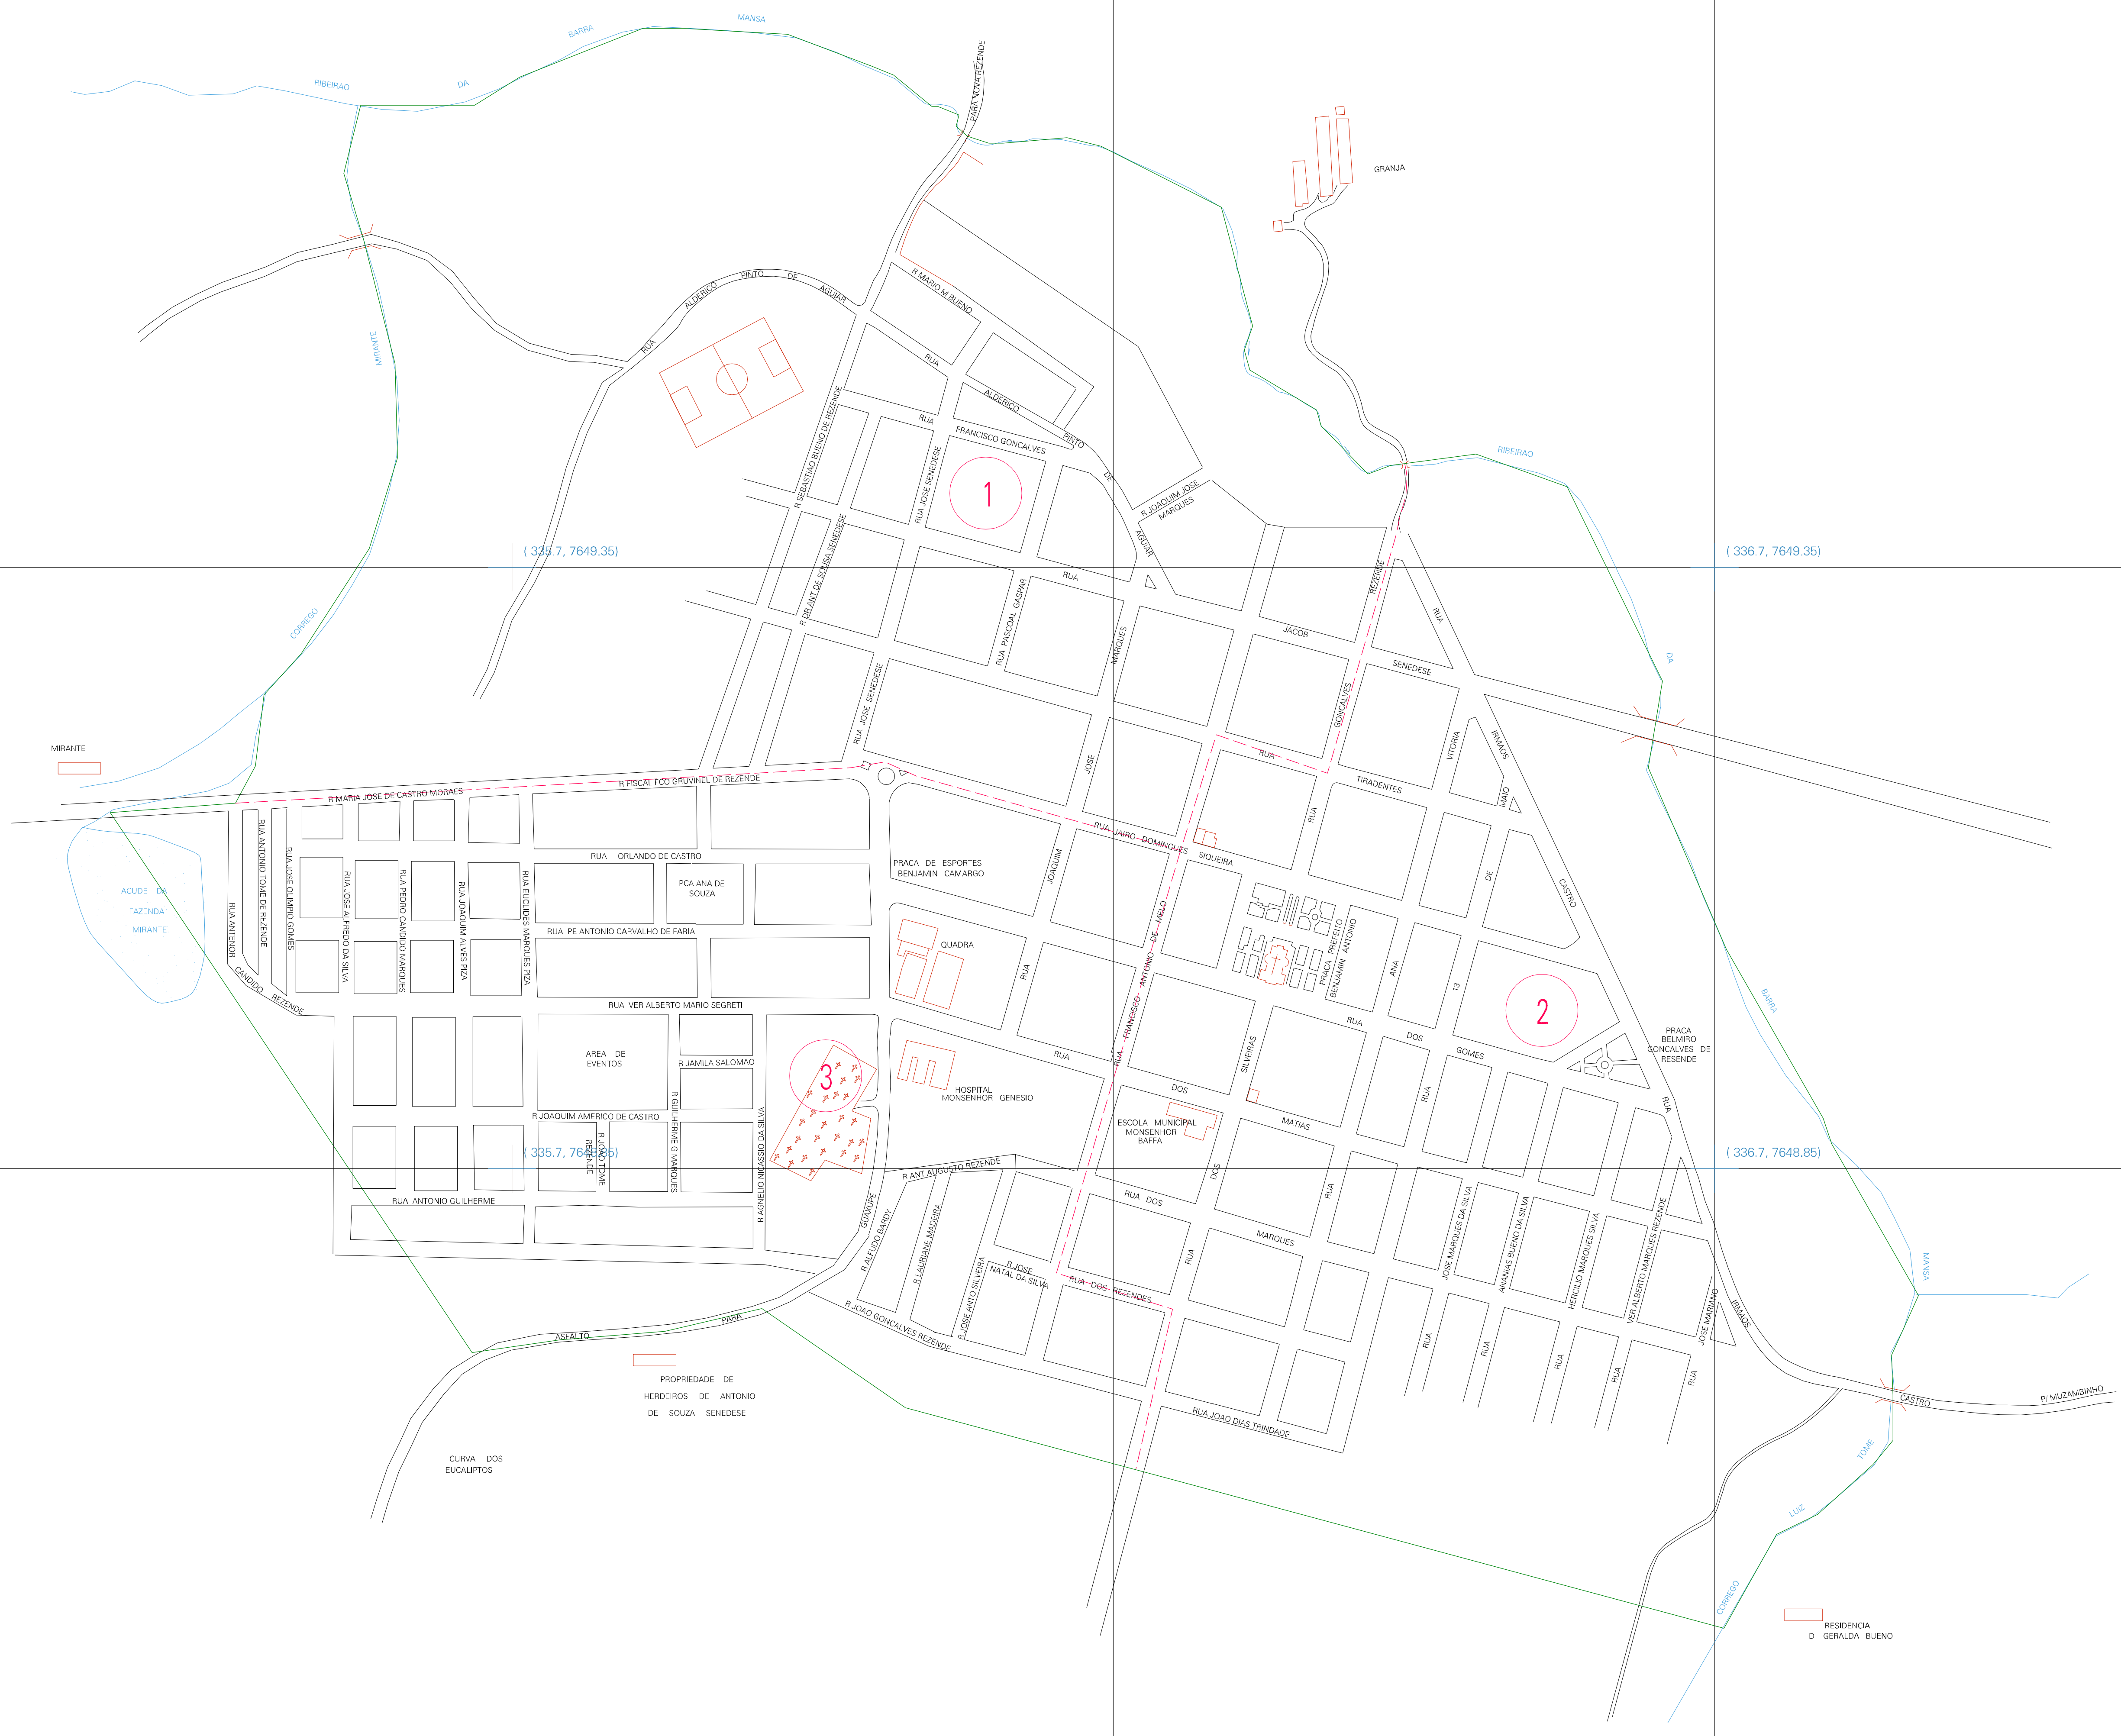 MANSA
BARRA
RIBEIRAO
DA
PARA NOVA REZENDE
GRANJA
R MARIO M BUENO
RUA
ALDERICO
PINTO
DE
AGUIAR
MIRANTE
RUA
ALDERICO
PINTO
DE
AGUIAR
R SEBASTIAO BUENO DE REZENDE
RUA
FRANCISCO GONCALVES
RUA JOSE SENEDESE
1
R JOAQUIM JOSE
MARQUES
RIBEIRAO
( 335.7, 7649.35)
( 336.7, 7649.35)
R OR ANT DE SOUSA SENEDESE
RUA
JACOB
SENEDESE
RUA PASCOAL GASPAR
MARQUES
REZENDE
RUA
CORREGO
DA
RUA JOSE SENEDESE
GONCALVES
VITORIA
IRMAOS
MIRANTE
RUA
TIRADENTES
JOSE
MAIO
R MARIA JOSE DE CASTRO MORAES
R FISCAL FCO GRUVINEL DE REZENDE
RUA
RUA JAIRO DOMINGUES SIQUEIRA
RUA ORLANDO DE CASTRO
PRACA DE ESPORTES
BENJAMIN CAMARGO
JOAQUIM
PCA ANA DE
SOUZA
DE
CASTRO
ACUDE DA
FAZENDA
MIRANTE
RUA ANTENOR
CANDIDO
REZENDE
RUA ANTONIO TOME DE REZENDE
RUA JOSE OLIMPIO GOMES
RUA JOSE ALFREDO DA SILVA
RUA PEDRO CANDIDO MARQUES
RUA JOAQUIM ALVES PIZA
RUA EUCLIDES MARQUES PIZA
RUA PE ANTONIO CARVALHO DE FARIA
QUADRA
RUA
RUA FRANCISCO ANTONIO DE MELO
PRACA PREFEITO
BENJAMIN ANTONIO
ANA
13
2
BARRA
RUA VER ALBERTO MARIO SEGRETI
RUA
DOS
GOMES
PRACA
BELMIRO
GONCALVES DE
RESENDE
AREA DE
EVENTOS
R JAMILA SALOMAO
3
SILVEIRAS
RUA
DOS
MATIAS
HOSPITAL
MONSENHOR GENESIO
RUA
RUA
R JOAQUIM AMERICO DE CASTRO
R GUILHERME G MARQUES
R AGNELIO NICASSIO DA SILVA
R JOAO TOME
REZENDE
ESCOLA MUNICIPAL
MONSENHOR
BAFFA
( 335.7, 7648.85)
( 336.7, 7648.85)
R ANT AUGUSTO REZENDE
DOS
RUA
RUA ANTONIO GUILHERME
RUA DOS
MARQUES
GUAXUPE
R ALFUDO BARDY
R LAURIANE MADEIRA
R JOSE ANTO SILVEIRA
R JOSE
NATAL DA SILVA
RUA
JOSE MARQUES DA SILVA
ANANIAS BUENO DA SILVA
HERCILIO MARQUES SILVA
VER ALBERTO MARQUES REZENDE
JOSE MARIANO
MANSA
RUA DOS REZENDES
IRMAOS
CASTRO
P/ MUZAMBINHO
R JOAO GONCALVES REZENDE
ASFALTO
PARA
RUA
RUA
RUA
RUA
RUA
PROPRIEDADE DE
HERDEIROS DE ANTONIO
DE SOUZA SENEDESE
RUA JOAO DIAS TRINDADE
CURVA DOS
EUCALIPTOS
TOME
LUIZ
CORREGO
RESIDENCIA
D GERALDA BUENO